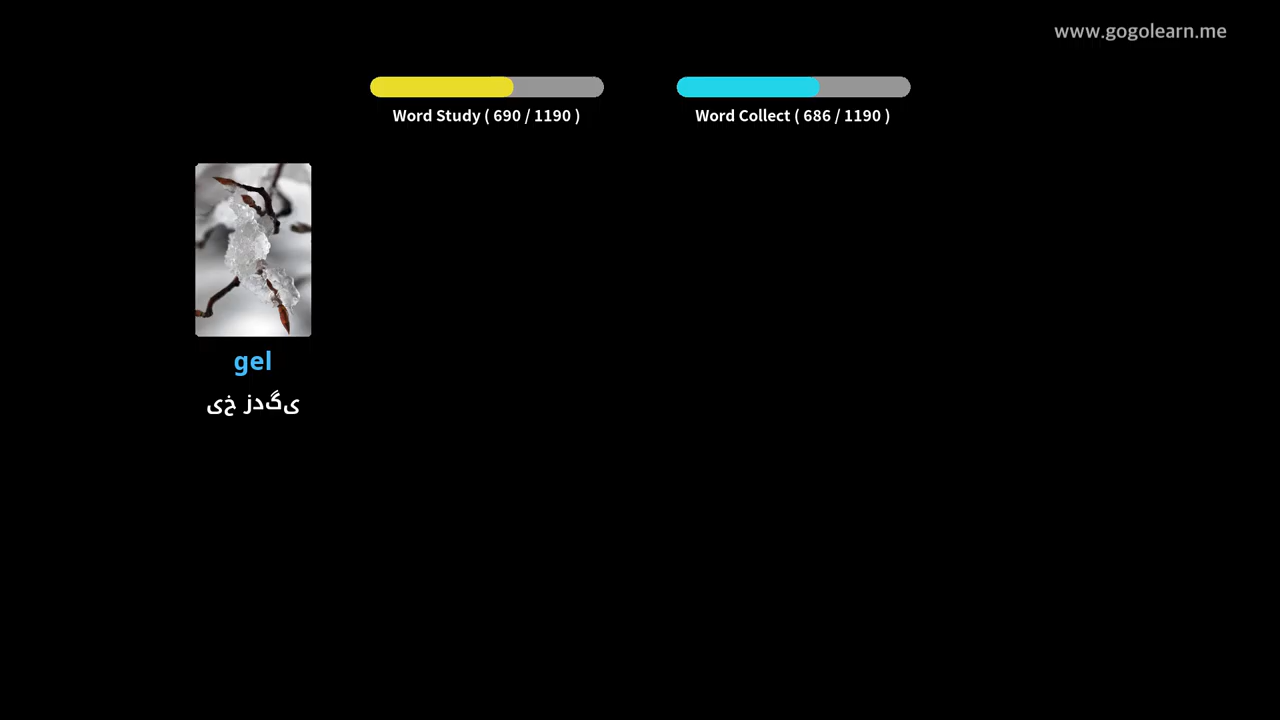 www.gogolearn.me
Word Study ( 690 / 1190 )
Word Collect ( 686 / 1190 )
gel
یگدز خی